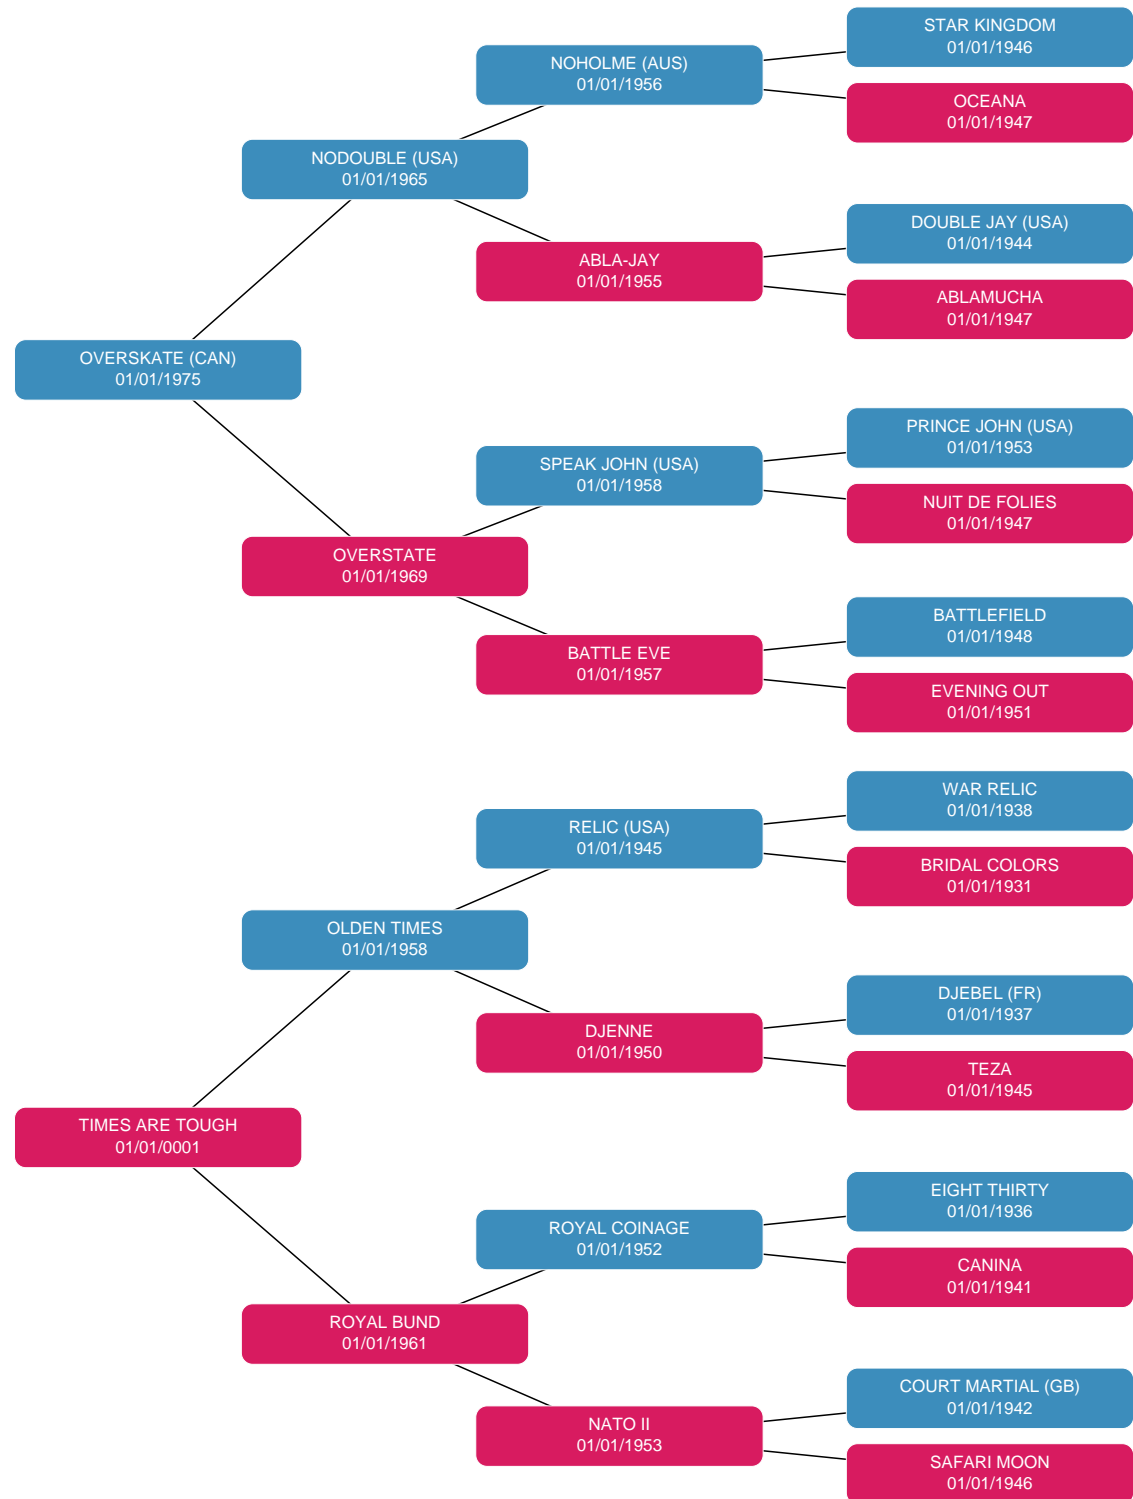 STAR KINGDOM
01/01/1946
NOHOLME (AUS)
01/01/1956
OCEANA
01/01/1947
NODOUBLE (USA)
01/01/1965
DOUBLE JAY (USA)
01/01/1944
ABLA-JAY
01/01/1955
ABLAMUCHA
01/01/1947
OVERSKATE (CAN)
01/01/1975
PRINCE JOHN (USA)
01/01/1953
SPEAK JOHN (USA)
01/01/1958
NUIT DE FOLIES
01/01/1947
OVERSTATE
01/01/1969
BATTLEFIELD
01/01/1948
BATTLE EVE
01/01/1957
EVENING OUT
01/01/1951
WAR RELIC
01/01/1938
RELIC (USA)
01/01/1945
BRIDAL COLORS
01/01/1931
OLDEN TIMES
01/01/1958
DJEBEL (FR)
01/01/1937
DJENNE
01/01/1950
TEZA
01/01/1945
TIMES ARE TOUGH
01/01/0001
EIGHT THIRTY
01/01/1936
ROYAL COINAGE
01/01/1952
CANINA
01/01/1941
ROYAL BUND
01/01/1961
COURT MARTIAL (GB)
01/01/1942
NATO II
01/01/1953
SAFARI MOON
01/01/1946